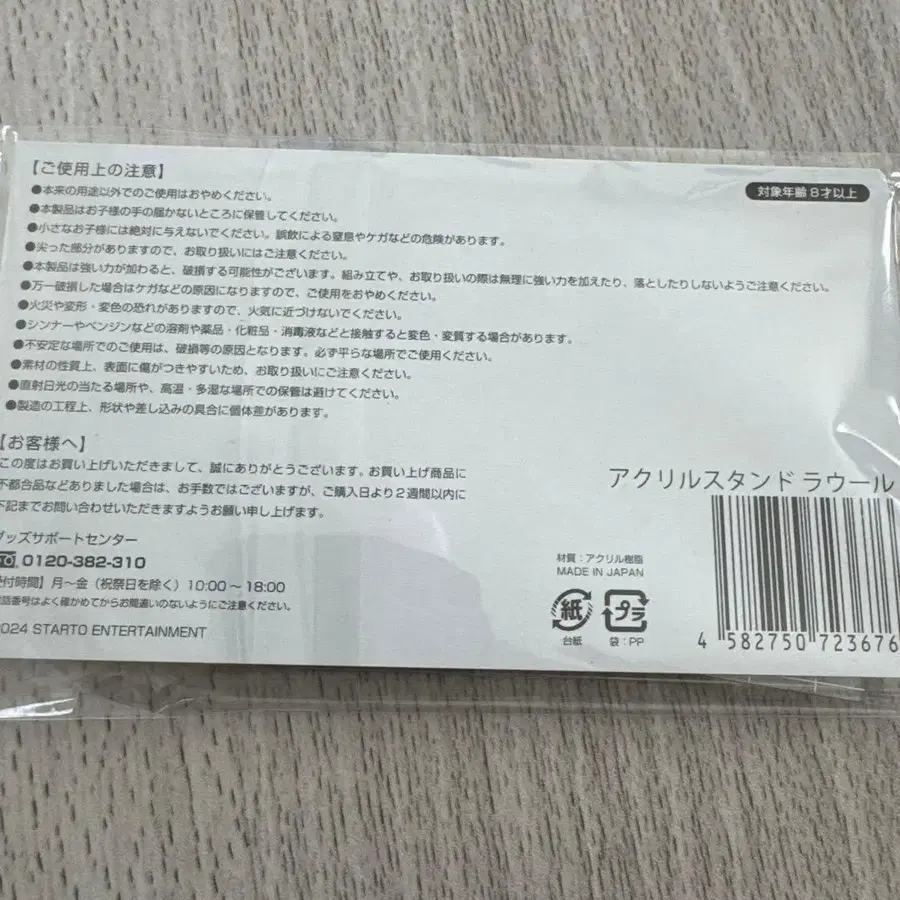 【ご使用上の注意】
対象年齢8才以上
●本来の用途以外でのご使用はおやめください。
●本製品はお子様の手の届かないところに保管してください。
●小さなお子様には絶対に与えないでください。誤飲による窒息やケガなどの危険があります。
●尖った部分がありますので、お取り扱いにはご注意ください。
●本製品は強い力が加わると、破損する可能性がございます。組み立てや、お取り扱いの際は無理に強い力を加えたり、落としたりしないようご注意ください。
●万一破損した場合はケガなどの原因になりますので、ご使用をおやめください。
●火災や変形・変色の恐れがありますので、火気に近づけないでください。
●シンナーやベンジンなどの溶剤や薬品・化粧品・消毒液などと接触すると変色・変質する場合があります。
●不安定な場所でのご使用は、破損等の原因となります。必ず平らな場所でご使用ください。
●素材の性質上、表面に傷がつきやすいため、お取り扱いにご注意ください。
●直射日光の当たる場所や、高温・多湿な場所での保管は避けてください。
●製造の工程上、形状や差し込みの具合に個体差があります。
【お客様へ】
この度はお買い上げいただきまして、誠にありがとうございます。お買い上げ商品に
不都合品などありました場合は、お手数ではございますが、ご購入日より2週間以内に
下記までお問い合わせいただきますようお願い申し上げます。
グッズサポートセンター
0120-382-310
受付時間】月〜金（祝祭日を除く）10:00〜18:00
電話番号はよく確かめてからお間違いのないようにご注意ください。
2024 STARTO ENTERTAINMENT
アクリルスタンド ラウール
材質：アクリル樹脂
MADE IN JAPAN
紙
台紙
プラ
袋：PP
4 582750 723676